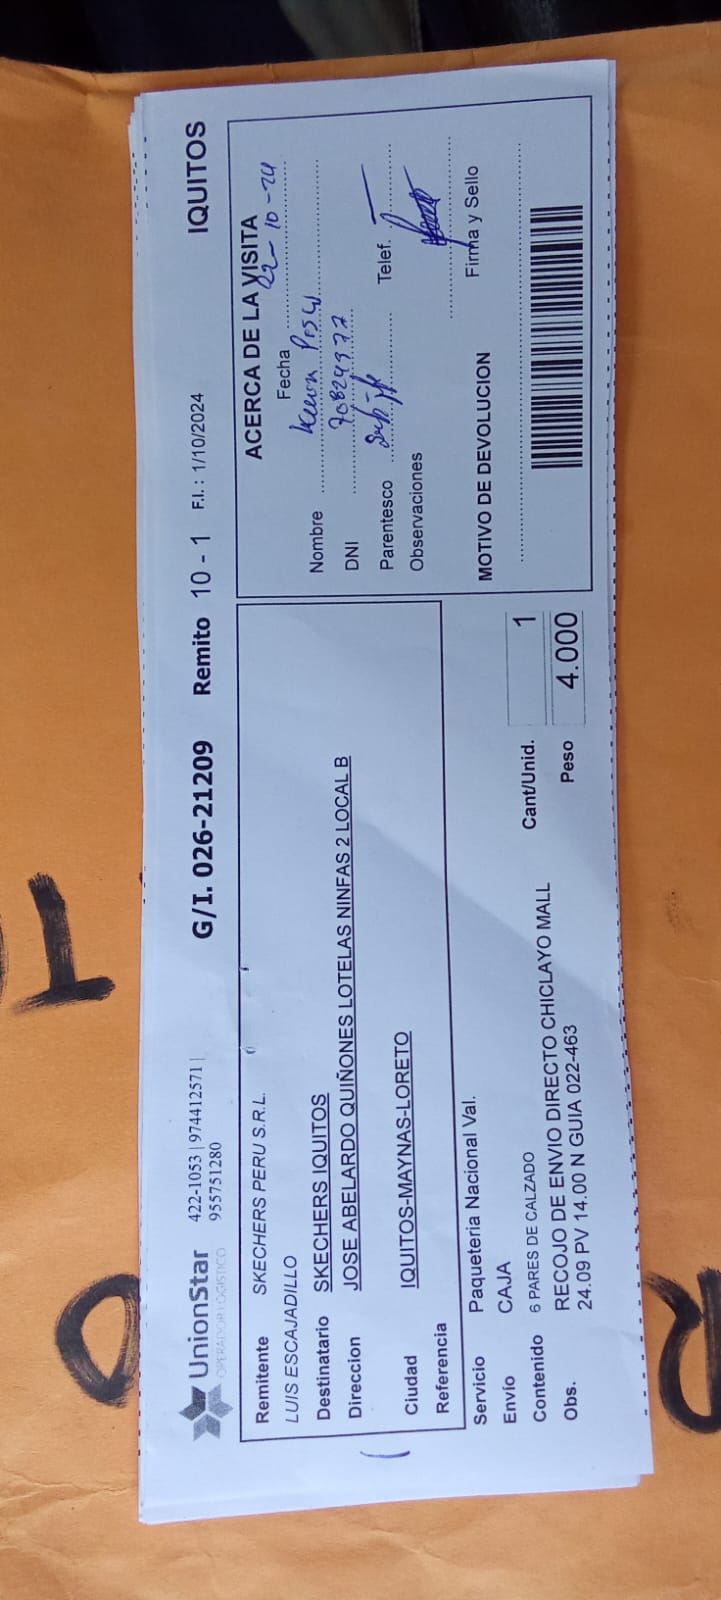 UnionStar
OPERADOR LOGISTICO
422-1053 | 974412571 |
955751280
G/I. 026-21209 Remito 10 - 1 F.I. : 1/10/2024 IQUITOS
Remitente SKECHERS PERU S.R.L.
LUIS ESCAJADILLO
Destinatario SKECHERS IQUITOS
Direccion JOSE ABELARDO QUIÑONES LOTELAS NINFAS 2 LOCAL B
Ciudad IQUITOS-MAYNAS-LORETO
Referencia
Servicio Paqueteria Nacional Val.
Envío CAJA
Contenido 6 PARES DE CALZADO
Obs. RECOJO DE ENVIO DIRECTO CHICLAYO MALL
24.09 PV 14.00 N GUIA 022-463
Cant/Unid. 1
Peso 4.000
ACERCA DE LA VISITA
Fecha 22-10-24
Nombre
DNI 70824977
Parentesco Telef.
Observaciones
Firma y Sello
MOTIVO DE DEVOLUCION
O T
R